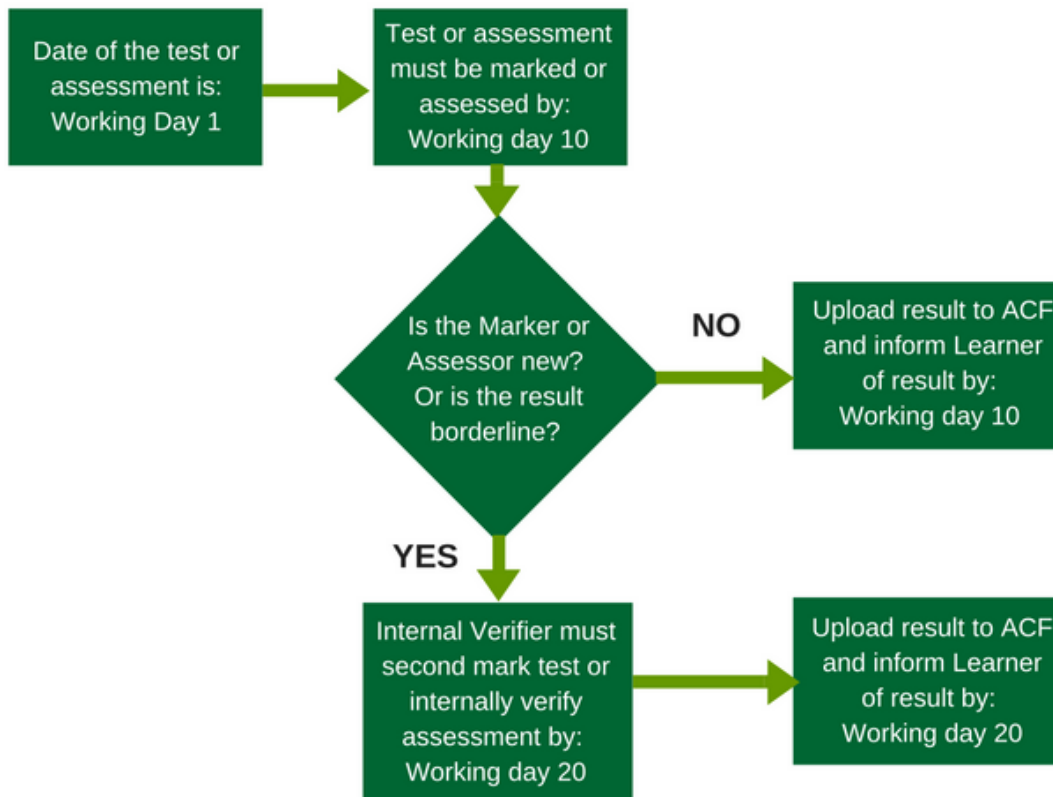 Date of the test or
assessment is:
Working Day 1
Test or assessment
must be marked or
assessed by:
Working day 10
Is the Marker or
Assessor new?
Or is the result
borderline?
NO
Upload result to ACF
and inform Learner
of result by:
Working day 10
YES
Internal Verifier must
second mark test or
internally verify
assessment by:
Working day 20
Upload result to ACF
and inform Learner
of result by:
Working day 20